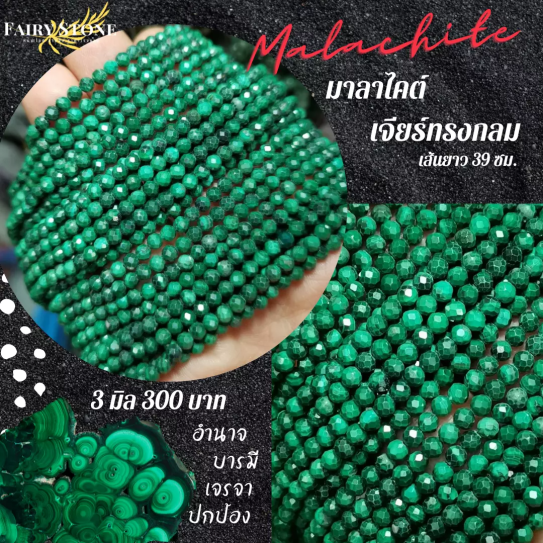 FAIRY STONE
Malachite
มาลาไคต์
เจียร์ทรงกลม
เส้นยาว 39 ซม.
3 มิล 300 บาท
อำนาจ
บารมี
เจรจา
ปกป้อง